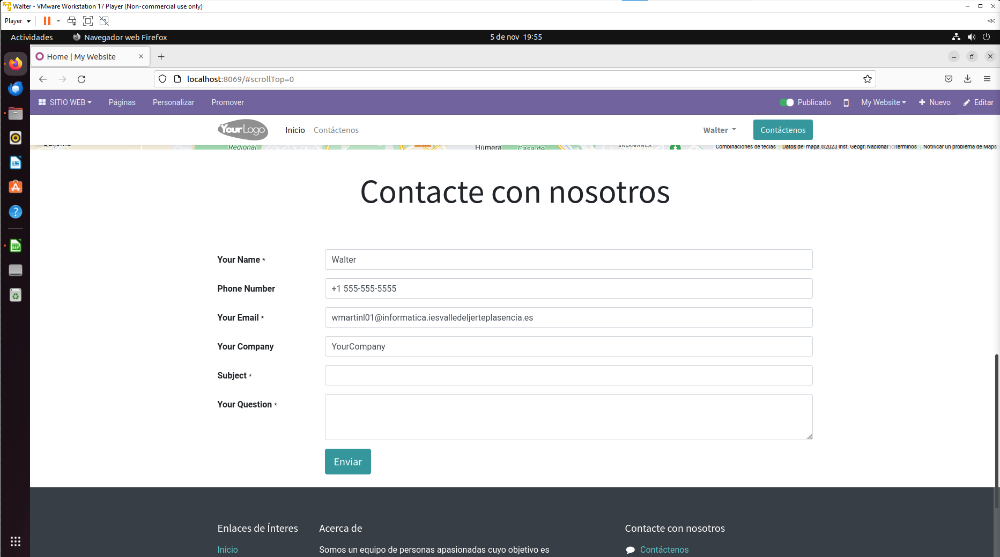 Walter - VMware Workstation 17 Player (Non-commercial use only)
Player
Actividades Navegador web Firefox 5 de nov 19:55
Home | My Website
localhost:8069/#scrollTop=0
SITIO WEB Páginas Personalizar Promover Publicado My Website Nuevo Editar
YourLogo Inicio Contáctenos Walter Contáctenos
Regional Húmera Casa de SALAMANCA Combinaciones de teclas Datos del mapa ©2023 Inst. Geogr. Nacional Términos Notificar un problema de Maps
Contacte con nosotros
Your Name * Walter
Phone Number +1 555-555-5555
Your Email * wmartinl01@informatica.iesvalledeljerteplasencia.es
Your Company YourCompany
Subject *
Your Question *
Enviar
Enlaces de Ínteres Acerca de Contacte con nosotros
Inicio Somos un equipo de personas apasionadas cuyo objetivo es Contáctenos